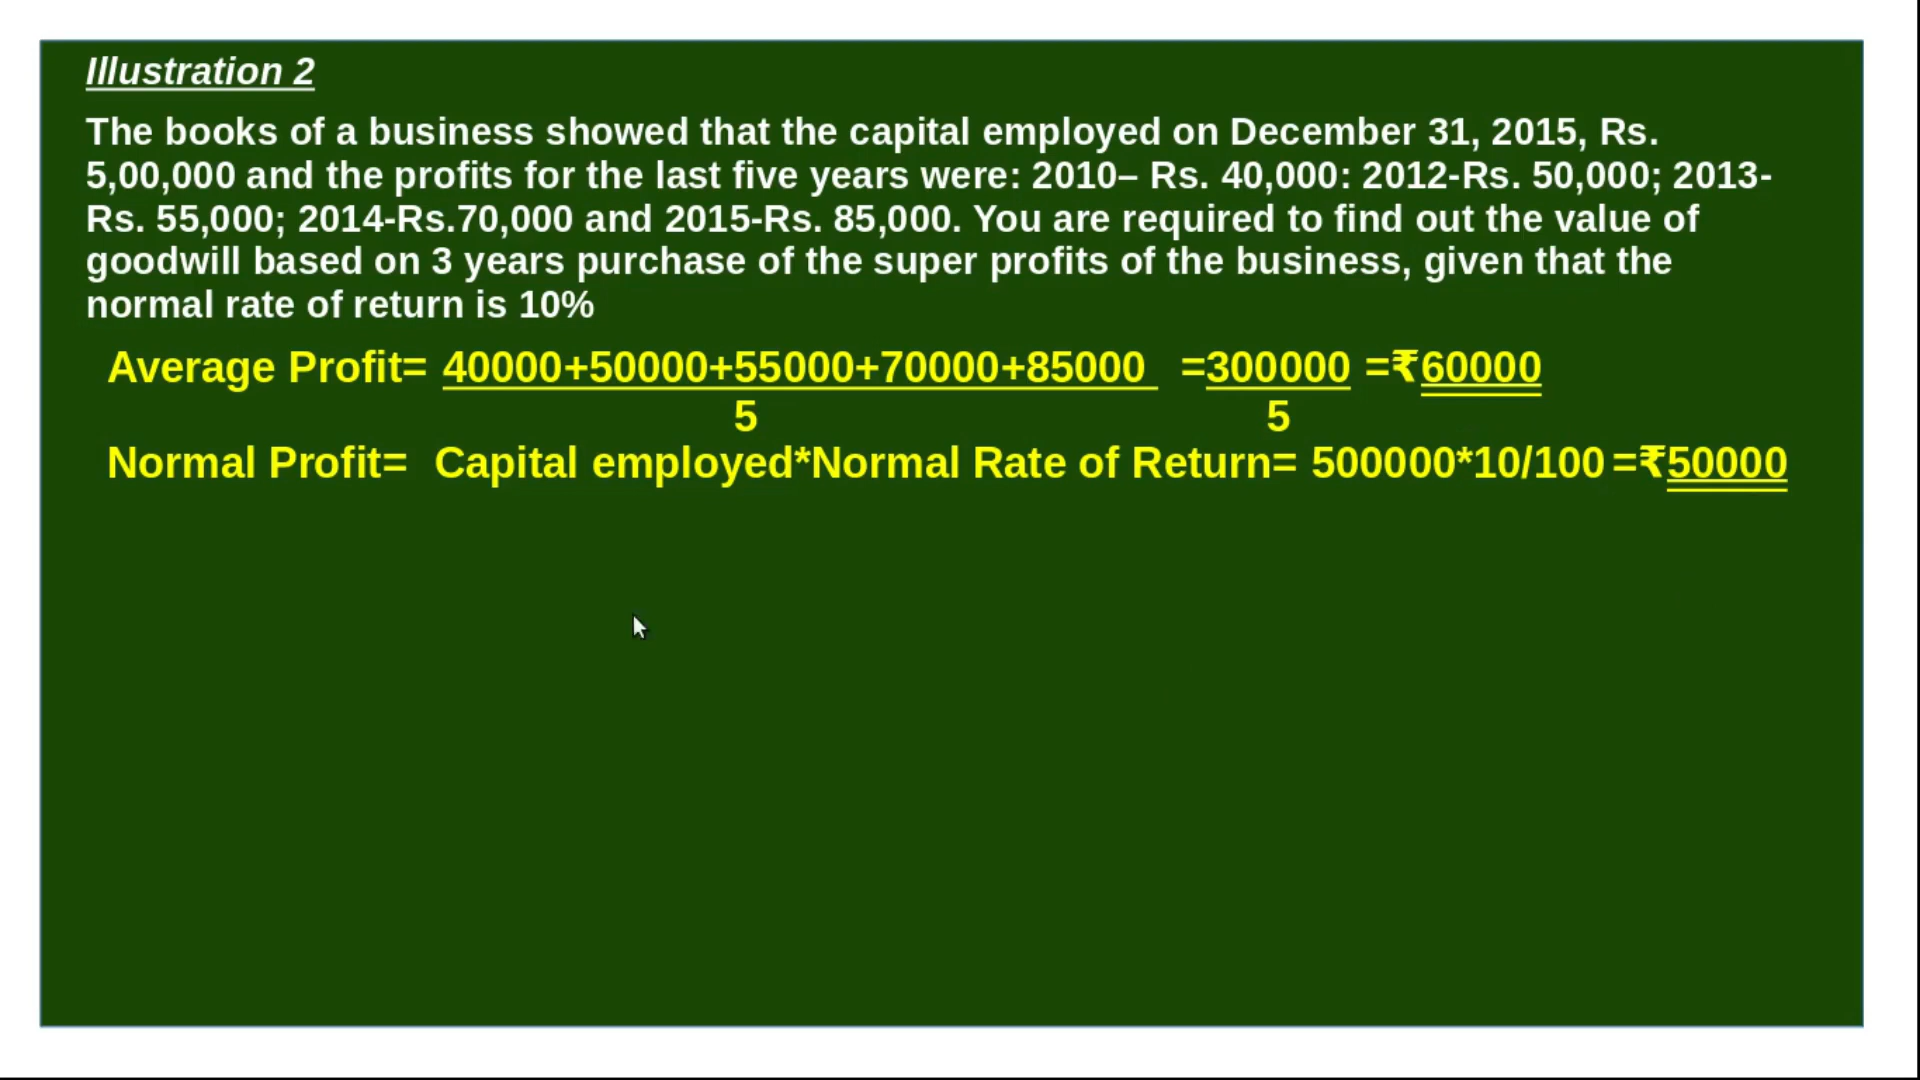 Illustration 2
The books of a business showed that the capital employed on December 31, 2015, Rs.
5,00,000 and the profits for the last five years were: 2010– Rs. 40,000: 2012-Rs. 50,000; 2013-
Rs. 55,000; 2014-Rs.70,000 and 2015-Rs. 85,000. You are required to find out the value of
goodwill based on 3 years purchase of the super profits of the business, given that the
normal rate of return is 10%
Average Profit= 40000+50000+55000+70000+85000 =300000 =₹60000
5 5
Normal Profit= Capital employed*Normal Rate of Return= 500000*10/100 =₹50000